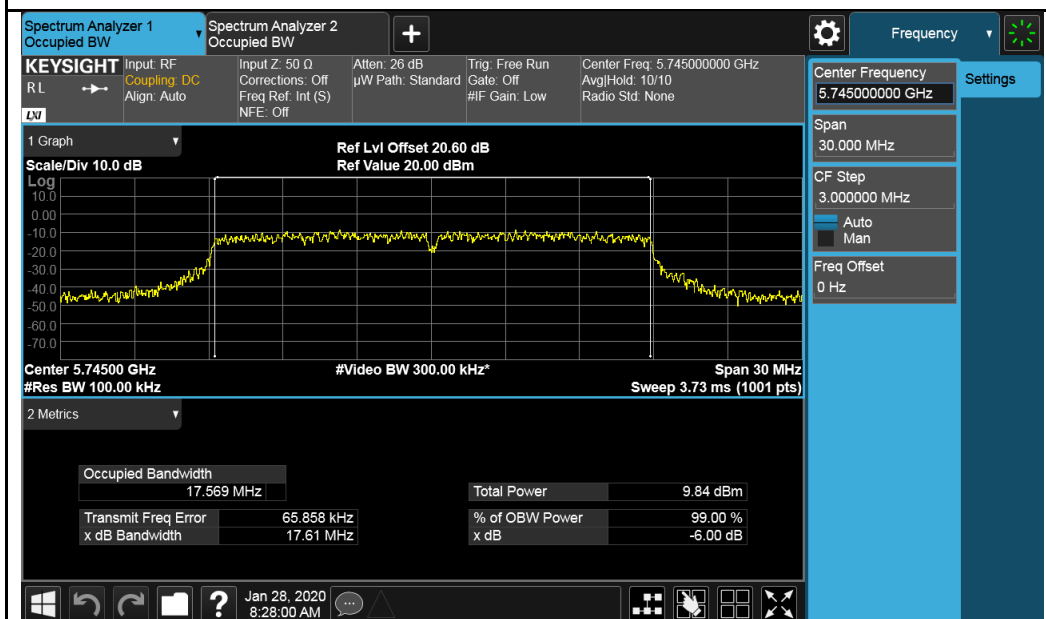 Spectrum Analyzer 1
Occupied BW
Spectrum Analyzer 2
Occupied BW
Frequency
KEYSIGHT
RL
LXI
Input: RF
Coupling: DC
Align: Auto
Input Z: 50 Ω
Corrections: Off
Freq Ref: Int (S)
NFE: Off
Atten: 26 dB
µW Path: Standard
Trig: Free Run
Gate: Off
#IF Gain: Low
Center Freq: 5.745000000 GHz
Avg|Hold: 10/10
Radio Std: None
Center Frequency
5.745000000 GHz
Settings
Span
30.000 MHz
CF Step
3.000000 MHz
Auto
Man
Freq Offset
0 Hz
1 Graph
Scale/Div 10.0 dB
Ref Lvl Offset 20.60 dB
Ref Value 20.00 dBm
Log
10.0
0.00
-10.0
-20.0
-30.0
-40.0
-50.0
-60.0
-70.0
Center 5.74500 GHz
#Res BW 100.00 kHz
#Video BW 300.00 kHz*
Span 30 MHz
Sweep 3.73 ms (1001 pts)
2 Metrics
Occupied Bandwidth
17.569 MHz
Transmit Freq Error 65.858 kHz
x dB Bandwidth 17.61 MHz
Total Power 9.84 dBm
% of OBW Power 99.00 %
x dB -6.00 dB
?
Jan 28, 2020
8:28:00 AM